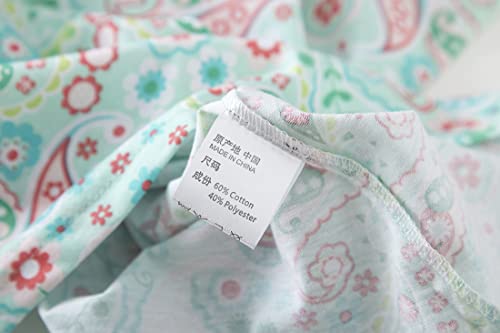 原产地 中国
MADE IN CHINA
尺码
成份 60% Cotton
40% Polyester